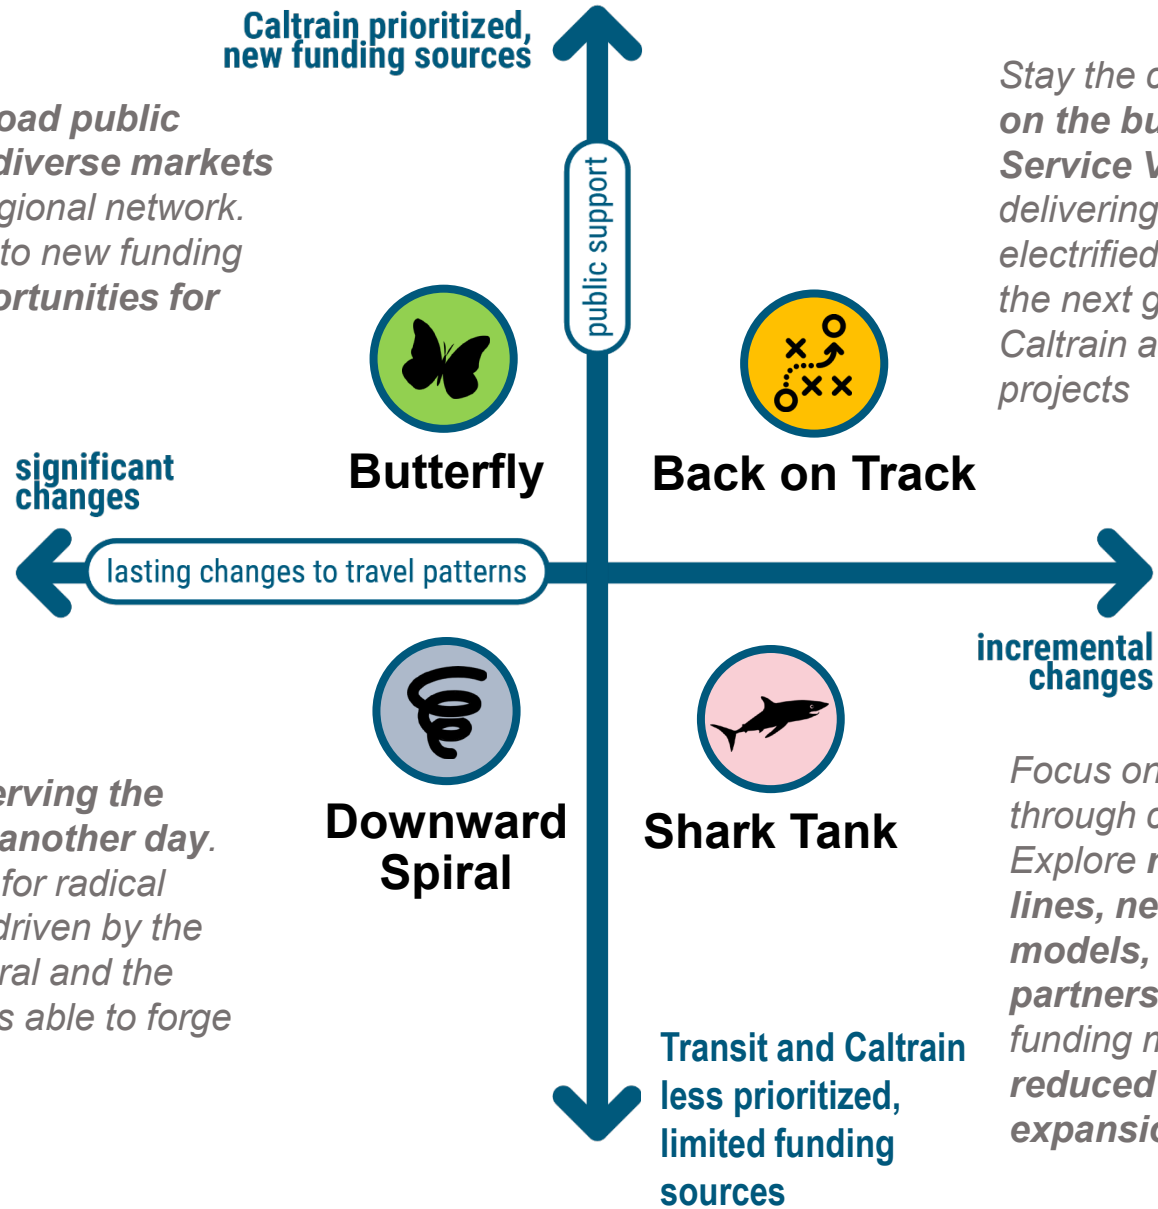 Caltrain prioritized,
new funding sources
public support
oad public
diverse markets
gional network.
to new funding
ortunities for
Stay the c
on the bu
Service V
delivering
electrified
the next g
Caltrain a
projects
Butterfly
Back on Track
significant
changes
lasting changes to travel patterns
incremental
changes
Downward
Spiral
Shark Tank
erving the
another day.
for radical
driven by the
ral and the
s able to forge
Focus on
through c
Explore n
lines, ne
models,
partners
funding n
reduced
expansio
Transit and Caltrain
less prioritized,
limited funding
sources